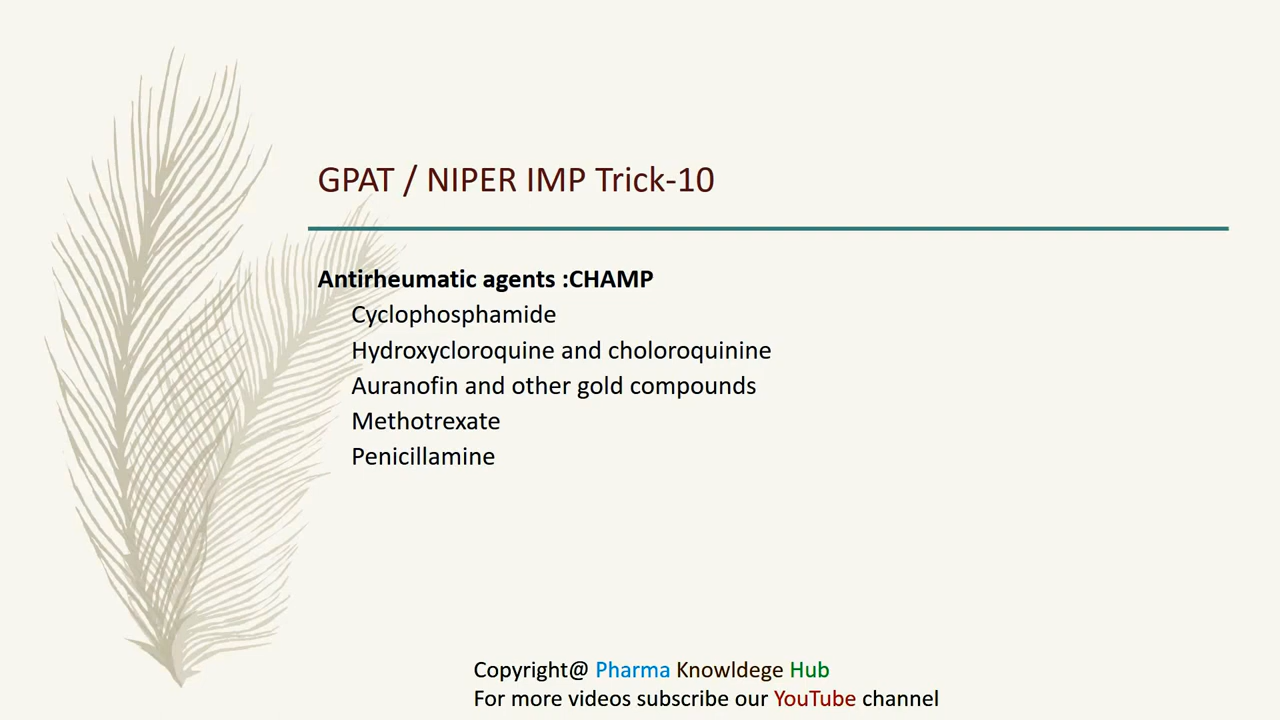 GPAT / NIPER IMP Trick-10
Antirheumatic agents :CHAMP
Cyclophosphamide
Hydroxycloroquine and choloroquinine
Auranofin and other gold compounds
Methotrexate
Penicillamine
Copyright@ Pharma Knowldege Hub
For more videos subscribe our YouTube channel